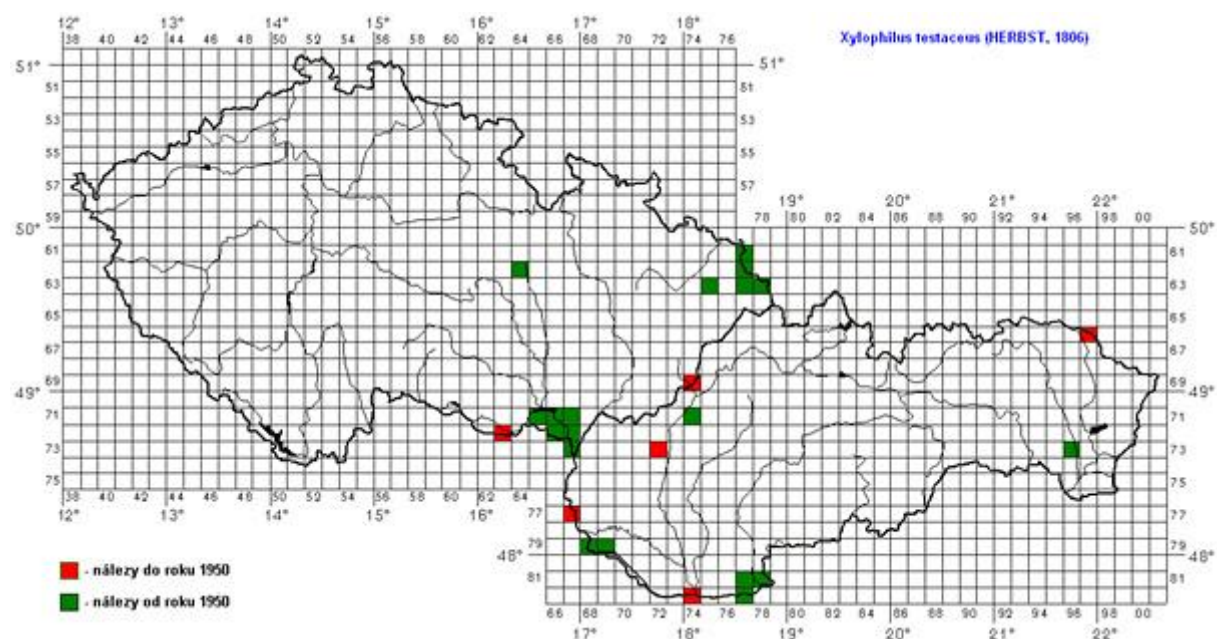 12° 13° 14° 15° 16° 17° 18°
38 40 42 44 46 48 50 52 54 56 58 60 62 64 66 68 70 72 74 76
Xylophilus testaceus (HERBST, 1806)
51° 51°
51 51
53 53
55 55
57 57
19° 20° 21° 22°
59 78 80 82 84 86 88 90 92 94 96 98 00
50° 50°
61 61
63 63
65 65
67 67
69 69
49° 49°
71 71
73 73
75 75
38 40 42 44 46 48 50 52 54 56 58 60 62 64
12° 13° 14° 15° 16°
77 77
79 79
48° 48°
81 81
- nálezy do roku 1950
- nálezy od roku 1950
66 68 70 72 74 76 78 80 82 84 86 88 90 92 94 96 98 00
17° 18° 19° 20° 21° 22°